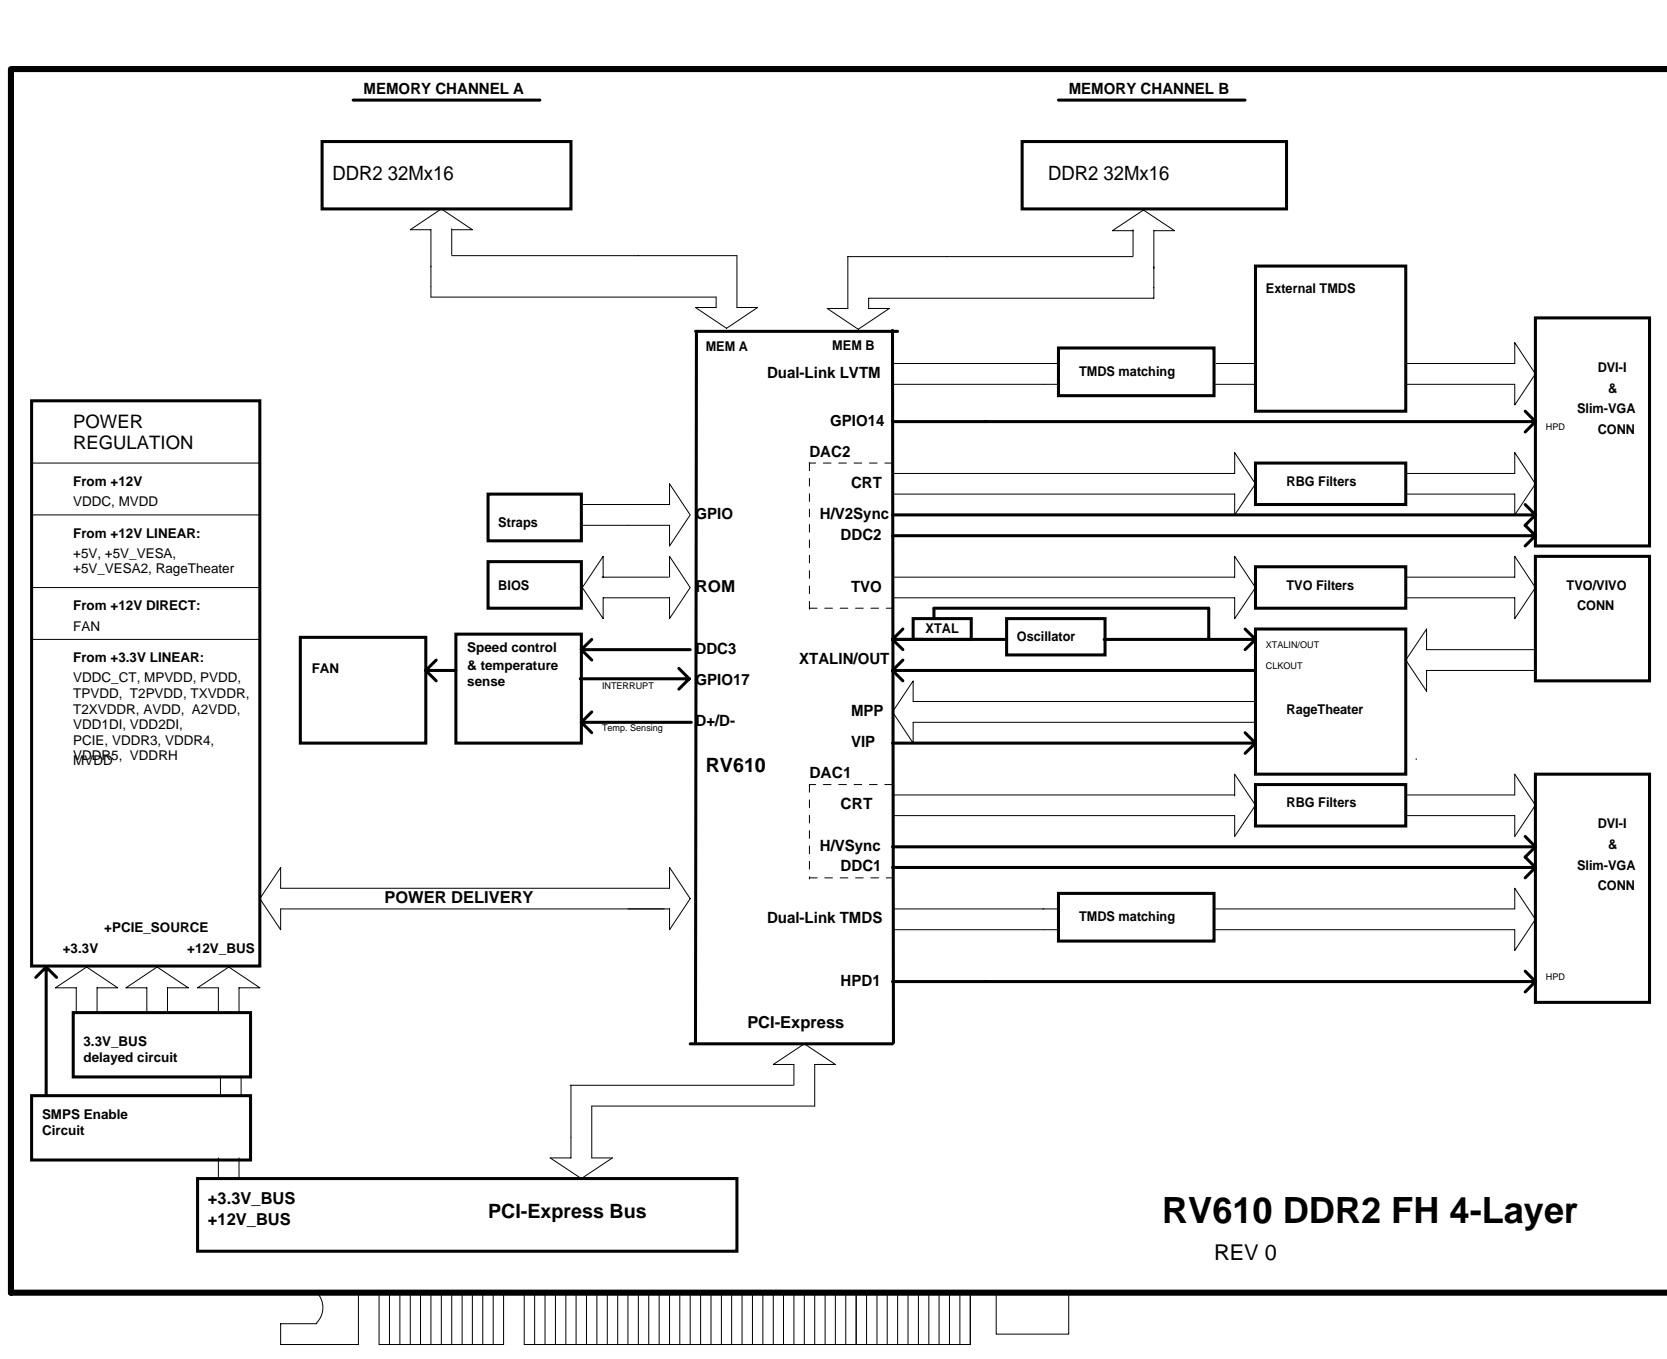 MEMORY CHANNEL A
MEMORY CHANNEL B
DDR2 32Mx16
DDR2 32Mx16
External TMDS
MEM A
MEM B
Dual-Link LVTM
TMDS matching
DVI-I
&
Slim-VGA
CONN
HPD
GPIO14
DAC2
CRT
RBG Filters
H/V2Sync
DDC2
TVO
TVO Filters
TVO/VIVO
CONN
XTAL
Oscillator
XTALIN/OUT
XTALIN/OUT
CLKOUT
RageTheater
MPP
VIP
DAC1
CRT
RBG Filters
H/VSync
DDC1
DVI-I
&
Slim-VGA
CONN
Dual-Link TMDS
TMDS matching
HPD1
HPD
PCI-Express
RV610
Straps
GPIO
BIOS
ROM
FAN
Speed control
& temperature
sense
DDC3
INTERRUPT
GPIO17
Temp. Sensing
D+/D-
POWER
REGULATION
From +12V
VDDC, MVDD
From +12V LINEAR:
+5V, +5V_VESA,
+5V_VESA2, RageTheater
From +12V DIRECT:
FAN
From +3.3V LINEAR:
VDDC_CT, MPVDD, PVDD,
TPVDD, T2PVDD, TXVDDR,
T2XVDDR, AVDD, A2VDD,
VDD1DI, VDD2DI,
PCIE, VDDR3, VDDR4,
VDDR5, VDDRH
MVDD
POWER DELIVERY
+PCIE_SOURCE
+3.3V
+12V_BUS
3.3V_BUS
delayed circuit
SMPS Enable
Circuit
+3.3V_BUS
+12V_BUS
PCI-Express Bus
RV610 DDR2 FH 4-Layer
REV 0